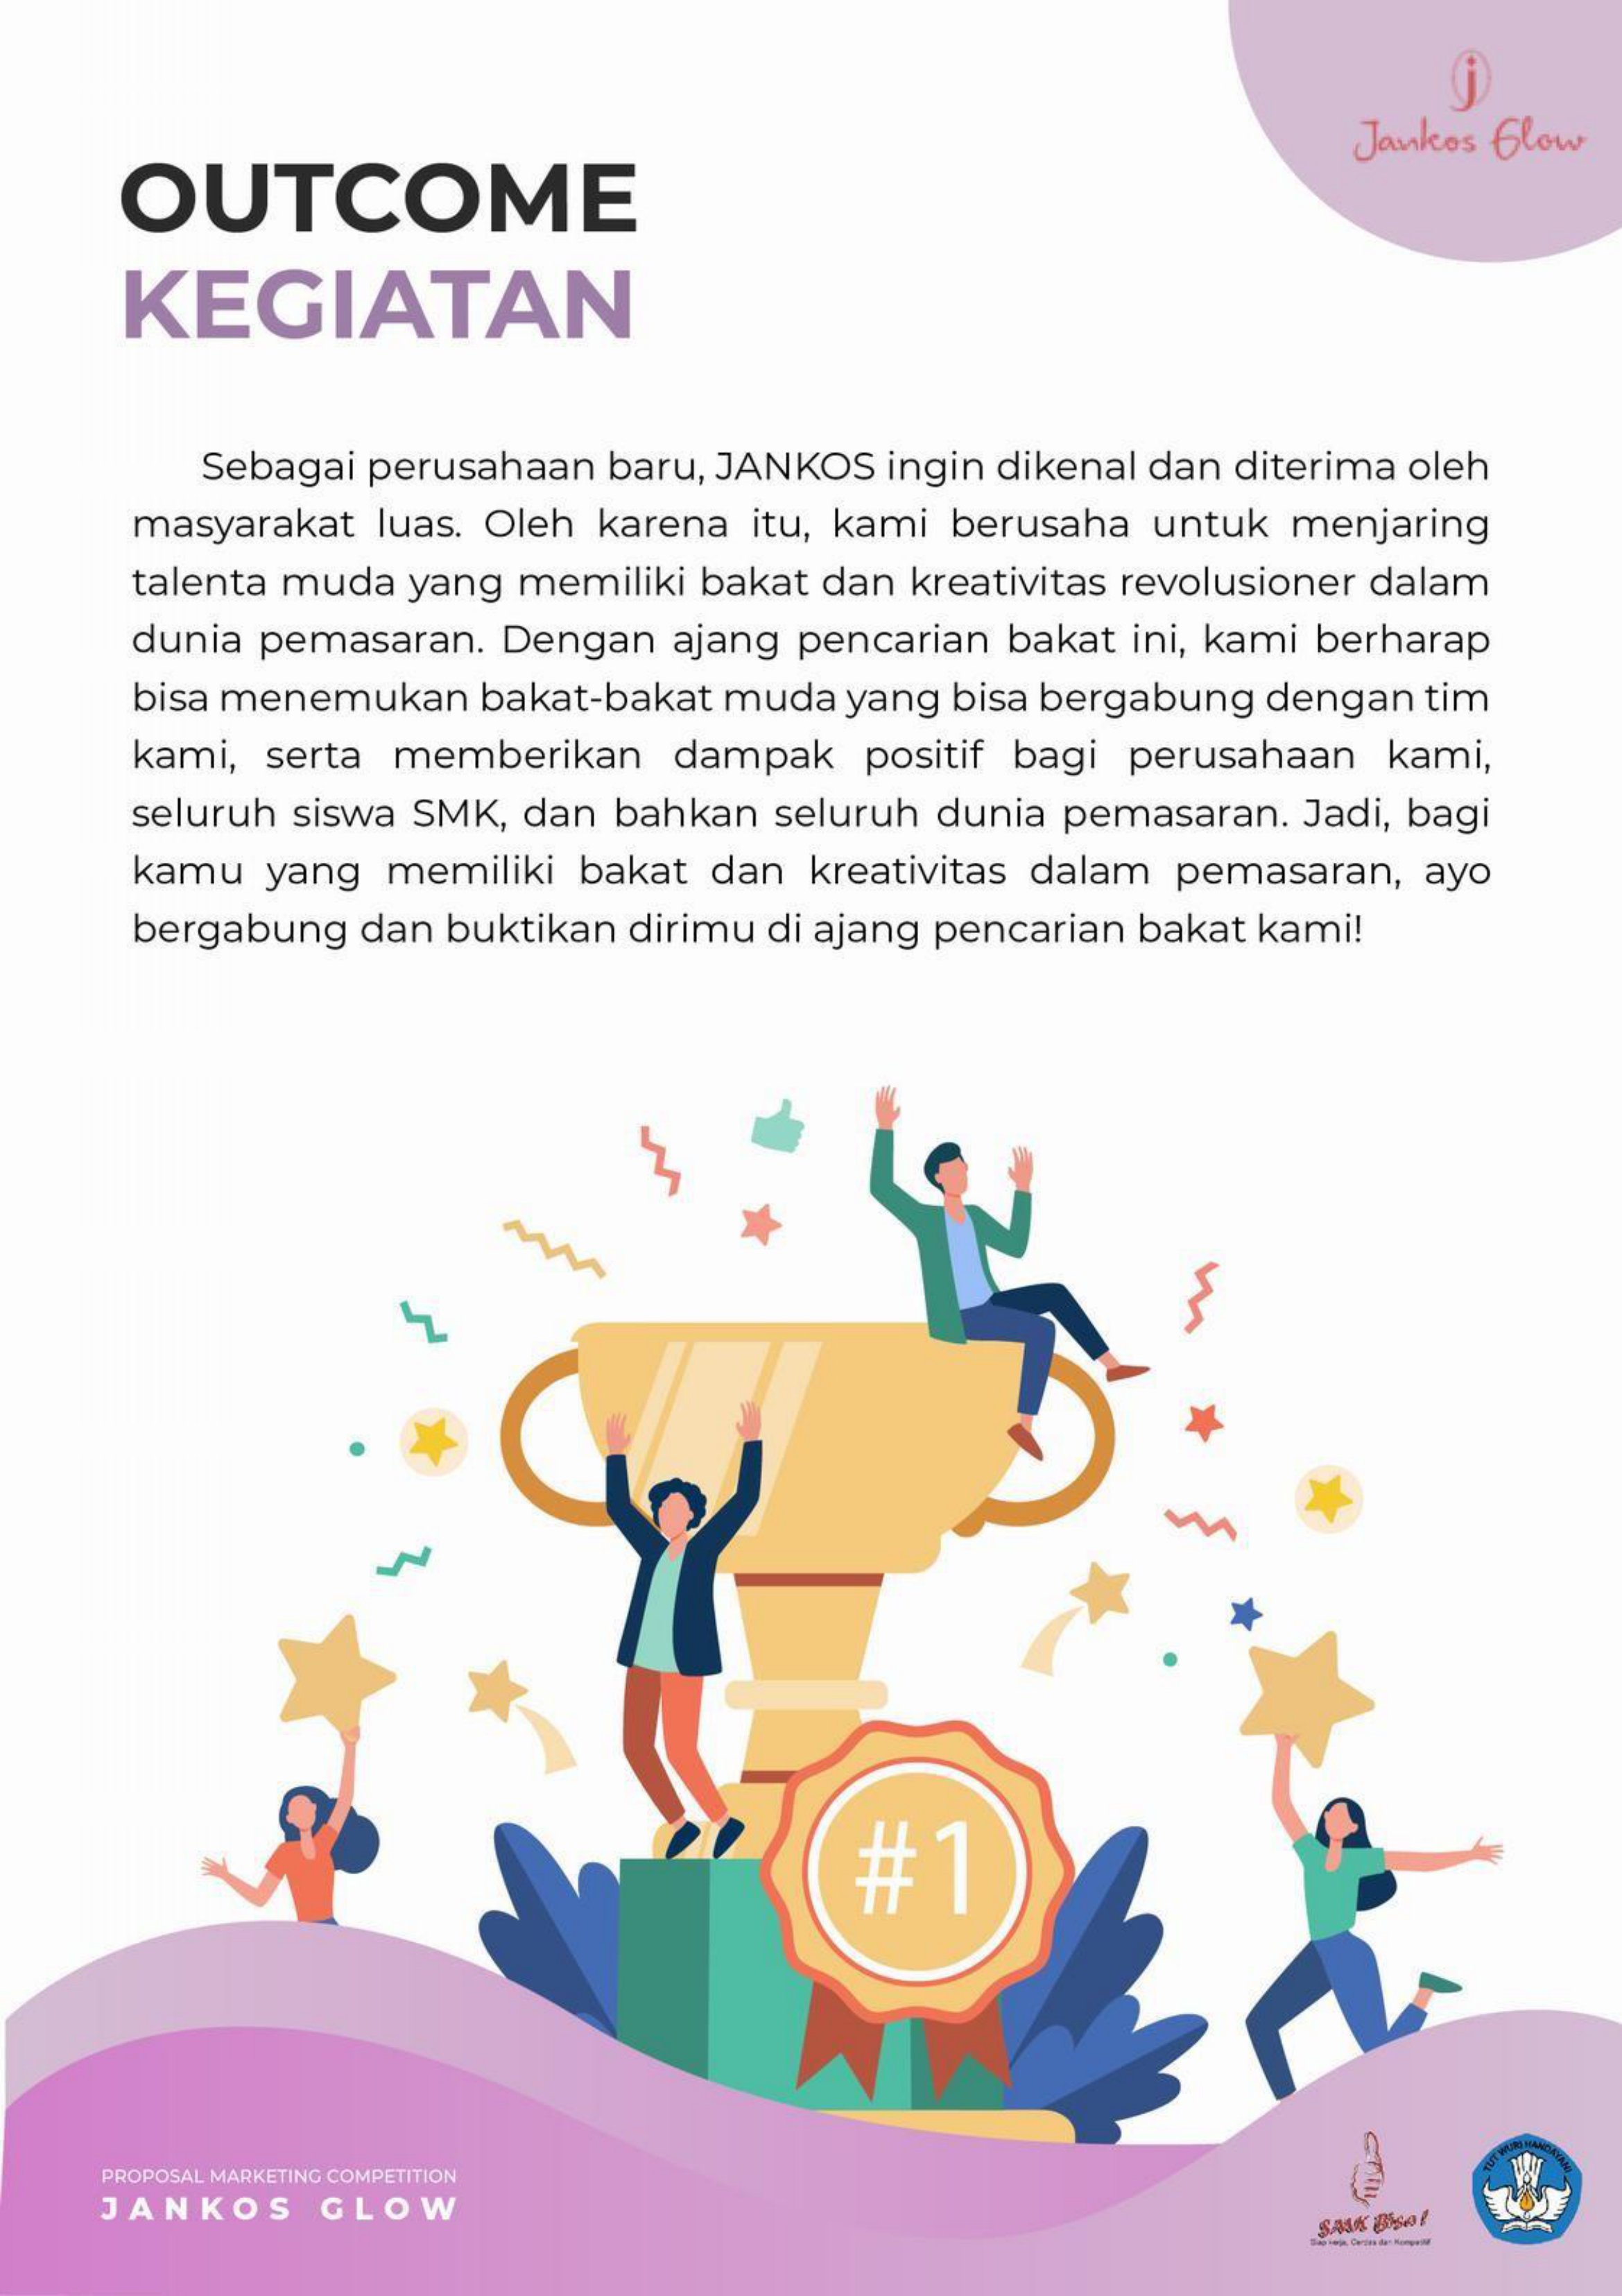 Jankos Glow
OUTCOME
KEGIATAN
Sebagai perusahaan baru, JANKOS ingin dikenal dan diterima oleh
masyarakat luas. Oleh karena itu, kami berusaha untuk menjaring
talenta muda yang memiliki bakat dan kreativitas revolusioner dalam
dunia pemasaran. Dengan ajang pencarian bakat ini, kami berharap
bisa menemukan bakat-bakat muda yang bisa bergabung dengan tim
kami, serta memberikan dampak positif bagi perusahaan kami,
seluruh siswa SMK, dan bahkan seluruh dunia pemasaran. Jadi, bagi
kamu yang memiliki bakat dan kreativitas dalam pemasaran, ayo
bergabung dan buktikan dirimu di ajang pencarian bakat kami!
#1
PROPOSAL MARKETING COMPETITION
JANKOS GLOW
SMK Bisa!
Siap Kerja, Cerdas dan Kompetitif
TUT WURI HANDAYANI